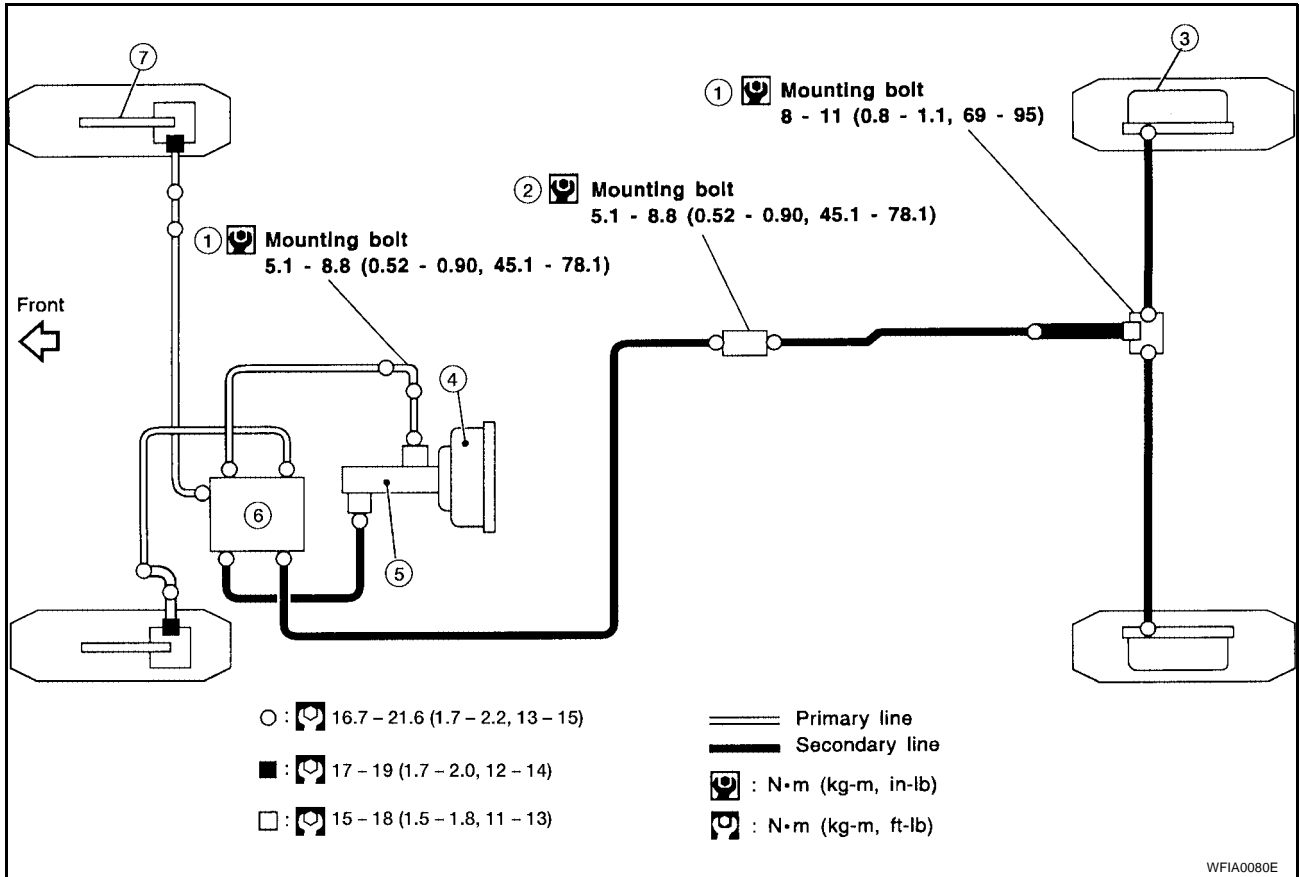 7
3
1 Mounting bolt
8 - 11 (0.8 - 1.1, 69 - 95)
2 Mounting bolt
5.1 - 8.8 (0.52 - 0.90, 45.1 - 78.1)
1 Mounting bolt
5.1 - 8.8 (0.52 - 0.90, 45.1 - 78.1)
Front
4
6
5
: 16.7 – 21.6 (1.7 – 2.2, 13 – 15)
: 17 – 19 (1.7 – 2.0, 12 – 14)
: 15 – 18 (1.5 – 1.8, 11 – 13)
Primary line
Secondary line
: N•m (kg-m, in-lb)
: N•m (kg-m, ft-lb)
WFIA0080E